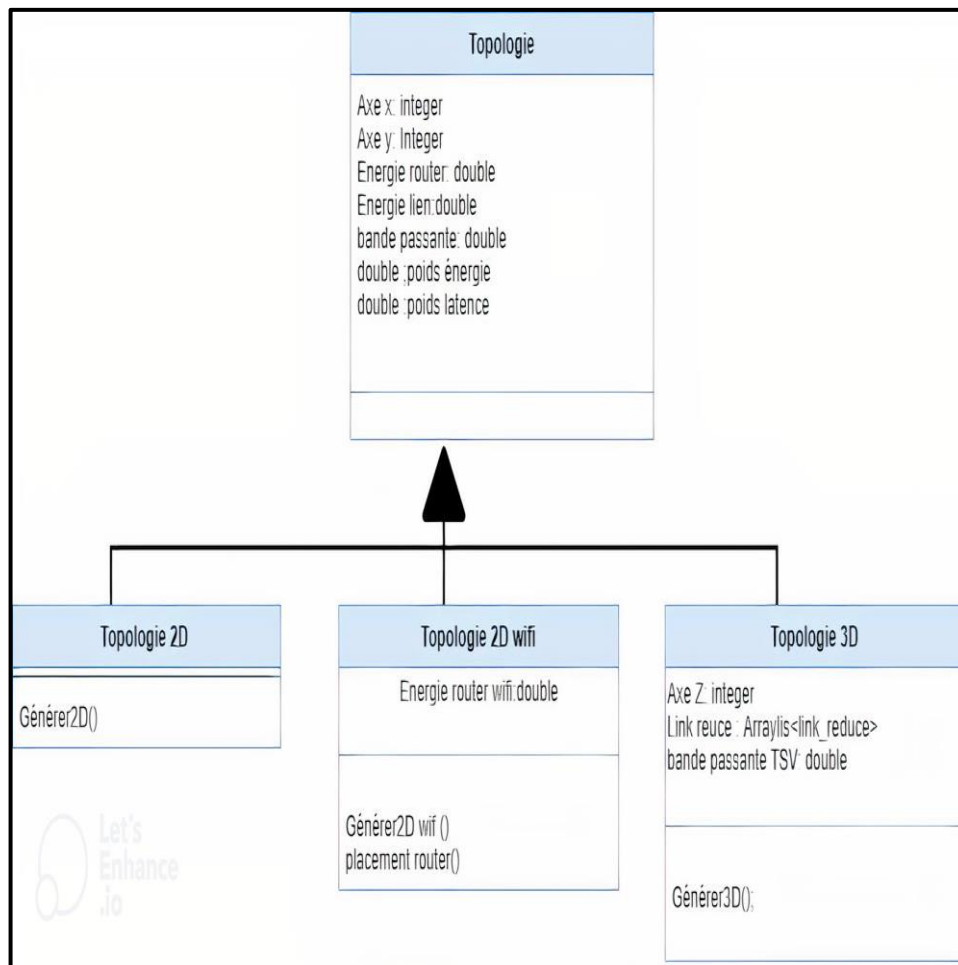 Topologie
Axe x: integer
Axe y: Integer
Energie router: double
Energie lien:double
bande passante: double
double ;poids énergie
double :poids latence
Topologie 2D
Générer2D()
Topologie 2D wifi
Energie router wifi:double
Générer2D wif ()
placement router()
Topologie 3D
Axe Z: integer
Link reuce : Arraylis<link_reduce>
bande passante TSV: double
Générer3D();
Let's
Enhance
.io